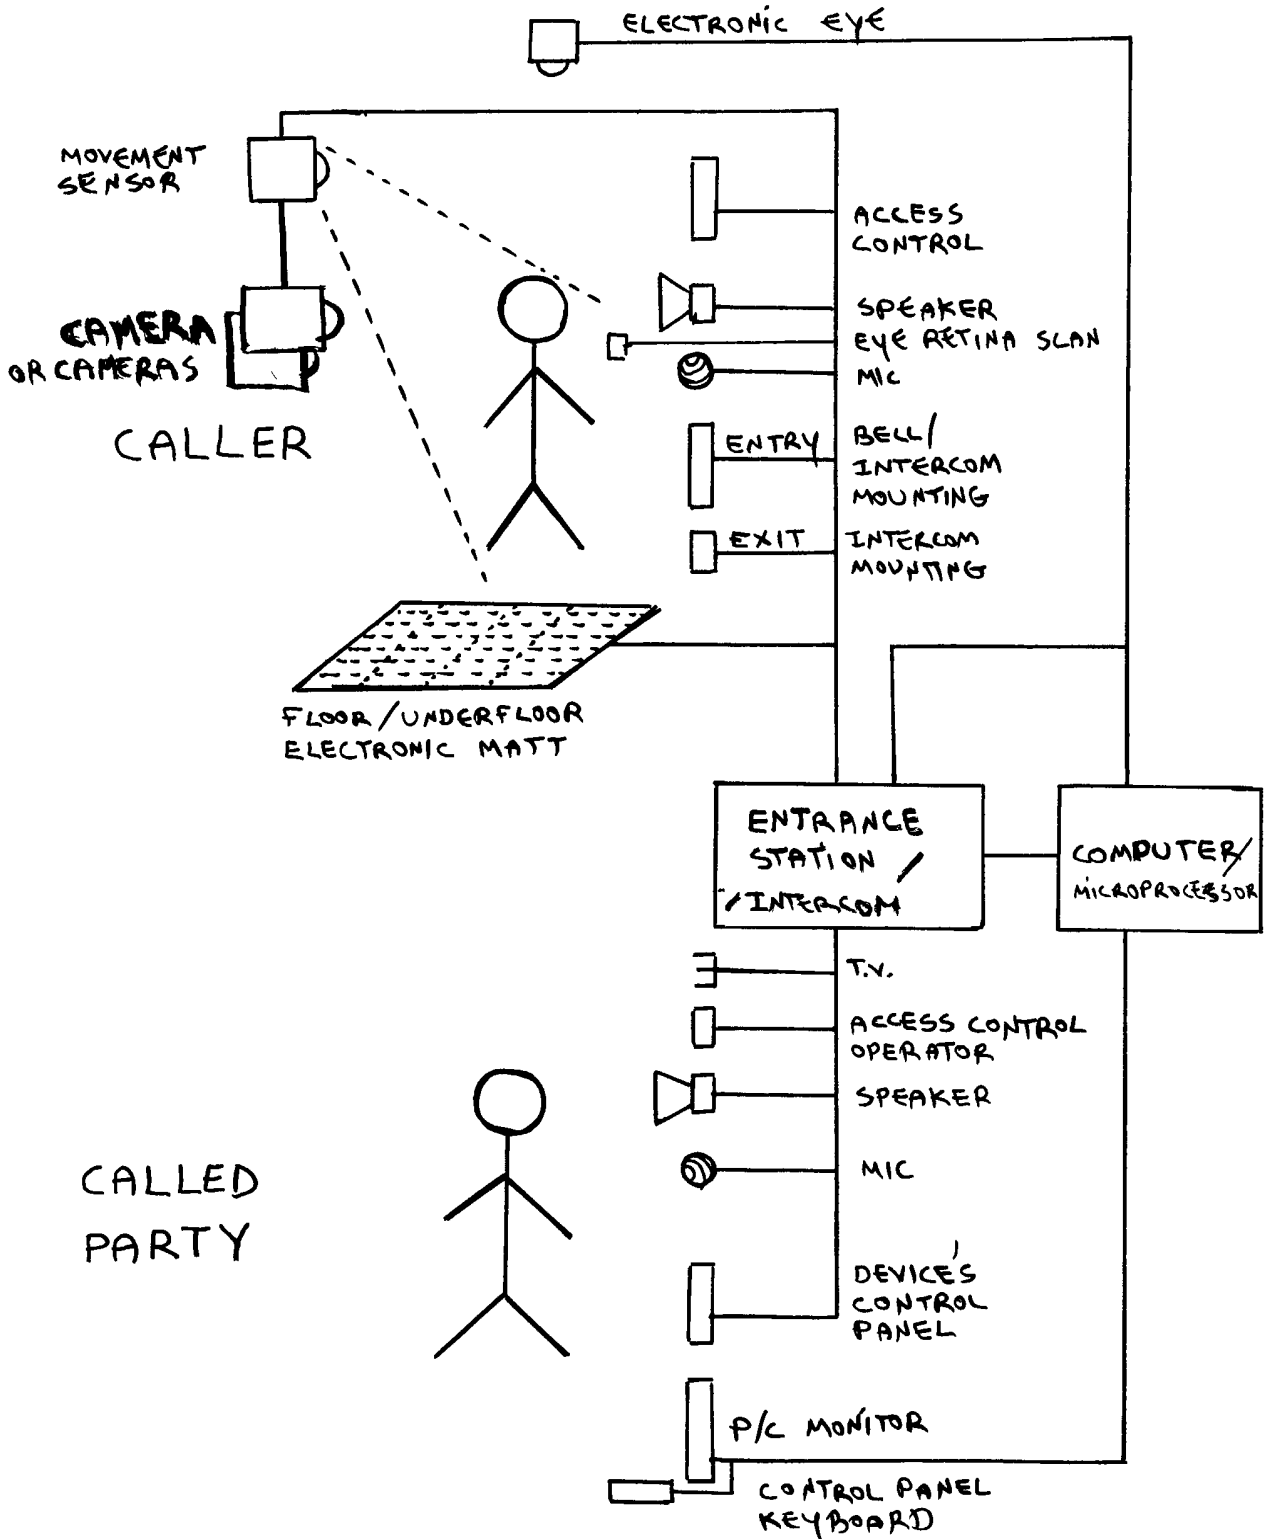 ELECTRONIC EYE
MOVEMENT
SENSOR
ACCESS
CONTROL
CAMERA
OR CAMERAS
SPEAKER
EYE RETINA SCAN
MIC
CALLER
ENTRY
BELL/
INTERCOM
MOUNTING
EXIT
INTERCOM
MOUNTING
FLOOR/UNDERFLOOR
ELECTRONIC MATT
ENTRANCE
STATION /
/INTERCOM
COMPUTER/
MICROPROCESSOR
T.V.
ACCESS CONTROL
OPERATOR
SPEAKER
MIC
CALLED
PARTY
DEVICE'S
CONTROL
PANEL
P/C MONITOR
CONTROL PANEL
KEYBOARD